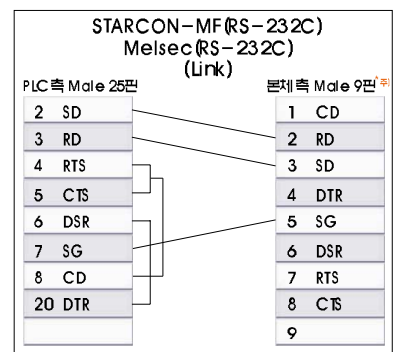 STARCON-MF(RS-232C)
Melsec(RS-232C)
(Link)
PLC측 Male 25핀
본체측 Male 9핀*주)
2 SD
3 RD
4 RTS
5 CTS
6 DSR
7 SG
8 CD
20 DTR
1 CD
2 RD
3 SD
4 DTR
5 SG
6 DSR
7 RTS
8 CTS
9